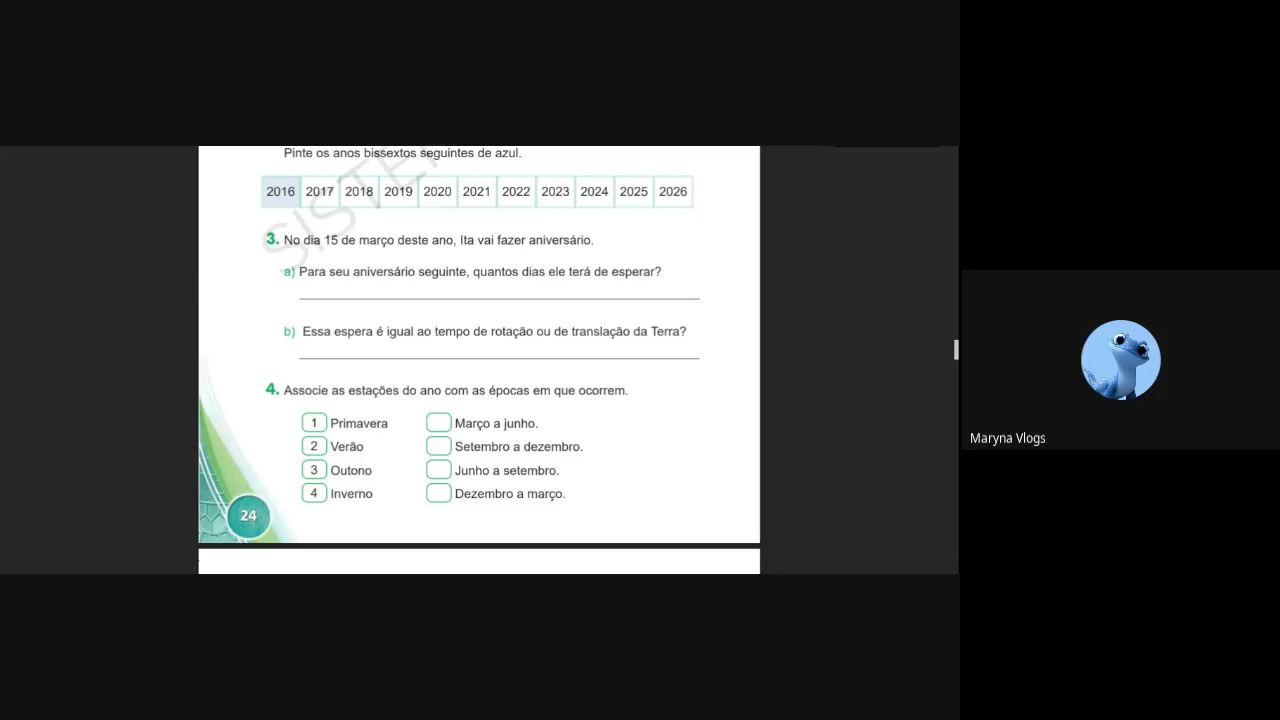 Pinte os anos bissextos seguintes de azul.
2016 2017 2018 2019 2020 2021 2022 2023 2024 2025 2026
3. No dia 15 de março deste ano, Ita vai fazer aniversário.
a) Para seu aniversário seguinte, quantos dias ele terá de esperar?
b) Essa espera é igual ao tempo de rotação ou de translação da Terra?
4. Associe as estações do ano com as épocas em que ocorrem.
1 Primavera Março a junho.
2 Verão Setembro a dezembro.
3 Outono Junho a setembro.
4 Inverno Dezembro a março.
24
Maryna Vlogs